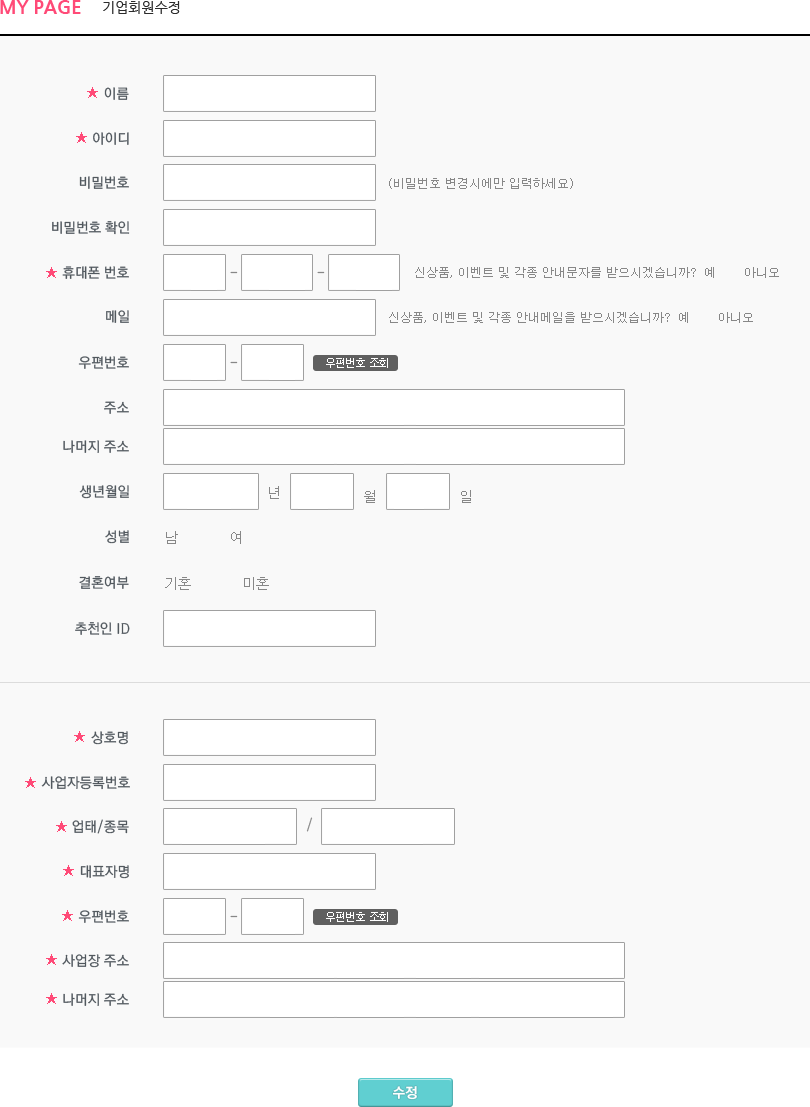 MY PAGE 기업회원수정
★ 이름
★ 아이디
비밀번호 (비밀번호 변경시에만 입력하세요)
비밀번호 확인
★ 휴대폰 번호 - - 신상품, 이벤트 및 각종 안내문자를 받으시겠습니까? 예 아니오
메일 신상품, 이벤트 및 각종 안내메일을 받으시겠습니까? 예 아니오
우편번호 - 우편번호 조회
주소
나머지 주소
생년월일 년 월 일
성별 남 여
결혼여부 기혼 미혼
추천인 ID
★ 상호명
★ 사업자등록번호
★ 업태/종목 /
★ 대표자명
★ 우편번호 - 우편번호 조회
★ 사업장 주소
★ 나머지 주소
수정